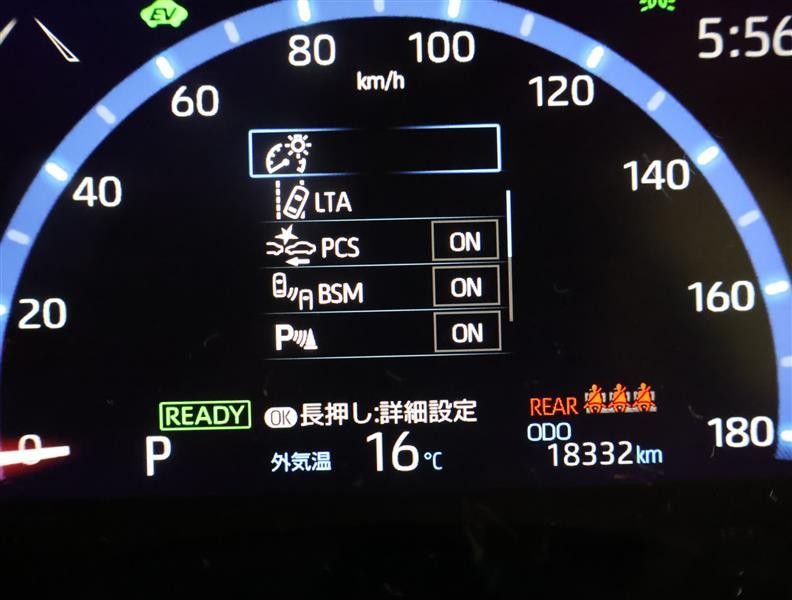 EV
80
100
5:56
km/h
60
120
40
140
LTA
PCS ON
BSM ON
20
160
P ON
READY
OK 長押し:詳細設定
REAR
0
P
外気温 16℃
ODO
18332km
180